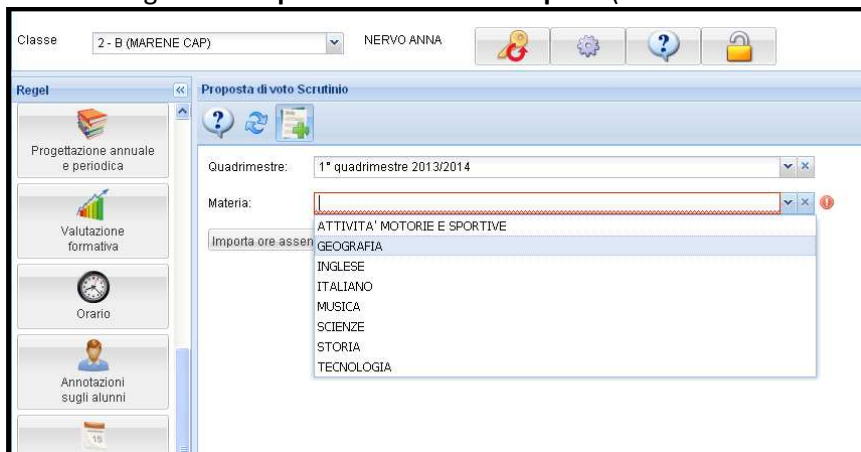 Classe
2 - B (MARENE CAP)
NERVO ANNA
Regel
Proposta di voto Scrutinio
Progettazione annuale
e periodica
Valutazione
formativa
Orario
Annotazioni
sugli alunni
15
Quadrimestre:
1° quadrimestre 2013/2014
Materia:
Importa ore assen
ATTIVITA' MOTORIE E SPORTIVE
GEOGRAFIA
INGLESE
ITALIANO
MUSICA
SCIENZE
STORIA
TECNOLOGIA